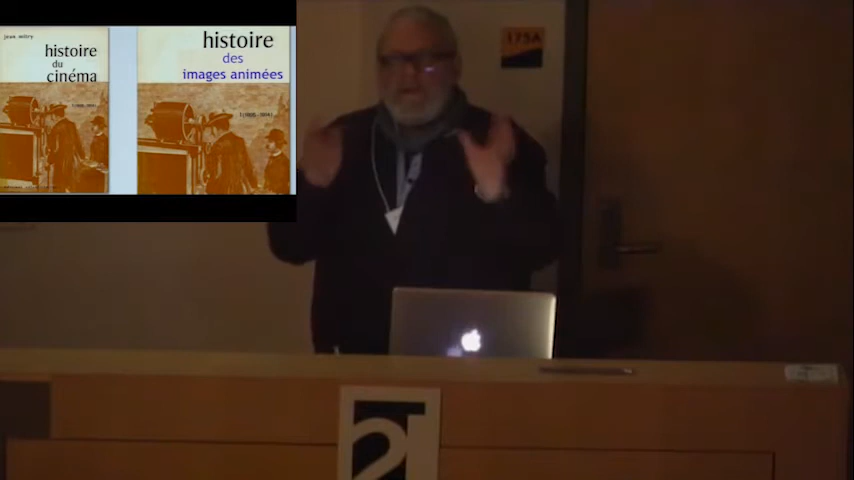 jean mitry
histoire
du
cinéma
histoire
des
images animées
175A